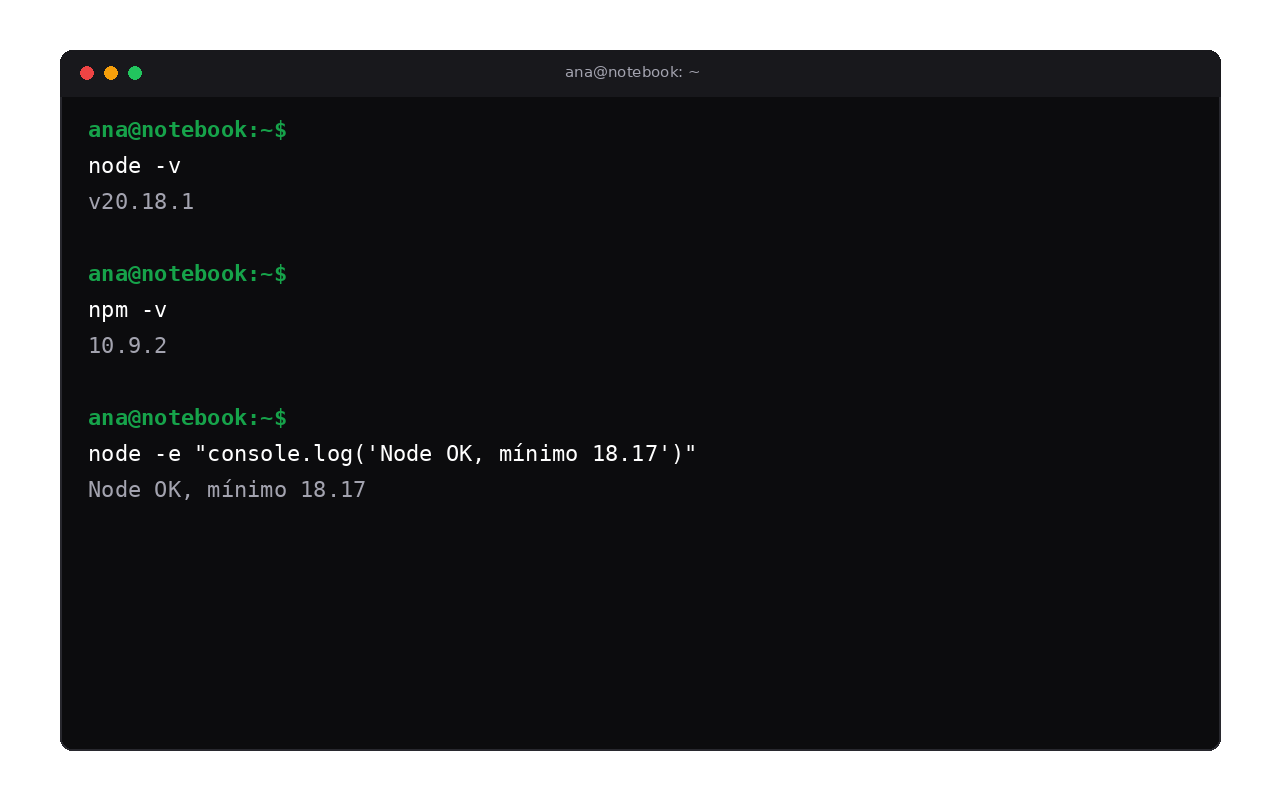 ana@notebook: ~
ana@notebook:~$
node -v
v20.18.1
ana@notebook:~$
npm -v
10.9.2
ana@notebook:~$
node -e "console.log('Node OK, mínimo 18.17')"
Node OK, mínimo 18.17